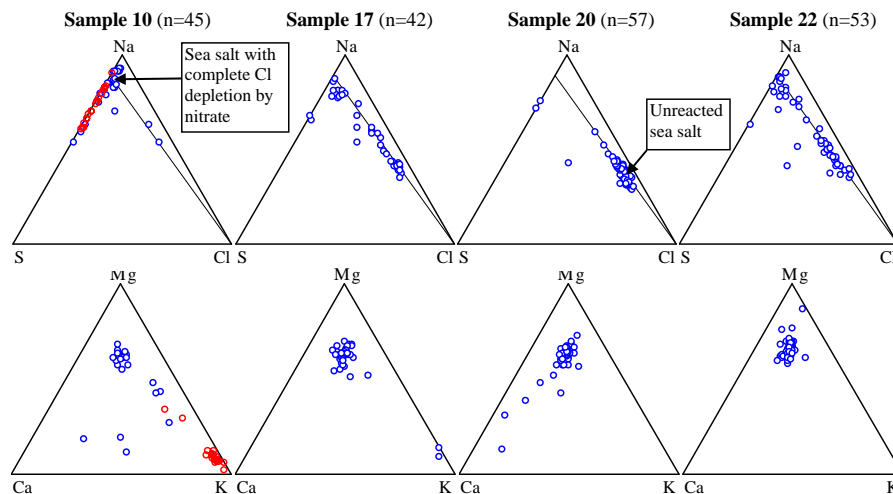 Sample 10 (n=45)
Sample 17 (n=42)
Sample 20 (n=57)
Sample 22 (n=53)
Na
Na
Na
Na
Sea salt with
complete Cl
depletion by
nitrate
Unreacted
sea salt
S
Cl
S
Cl
S
Cl
S
Cl
Mg
Mg
Mg
Mg
Ca
K
Ca
K
Ca
K
Ca
K